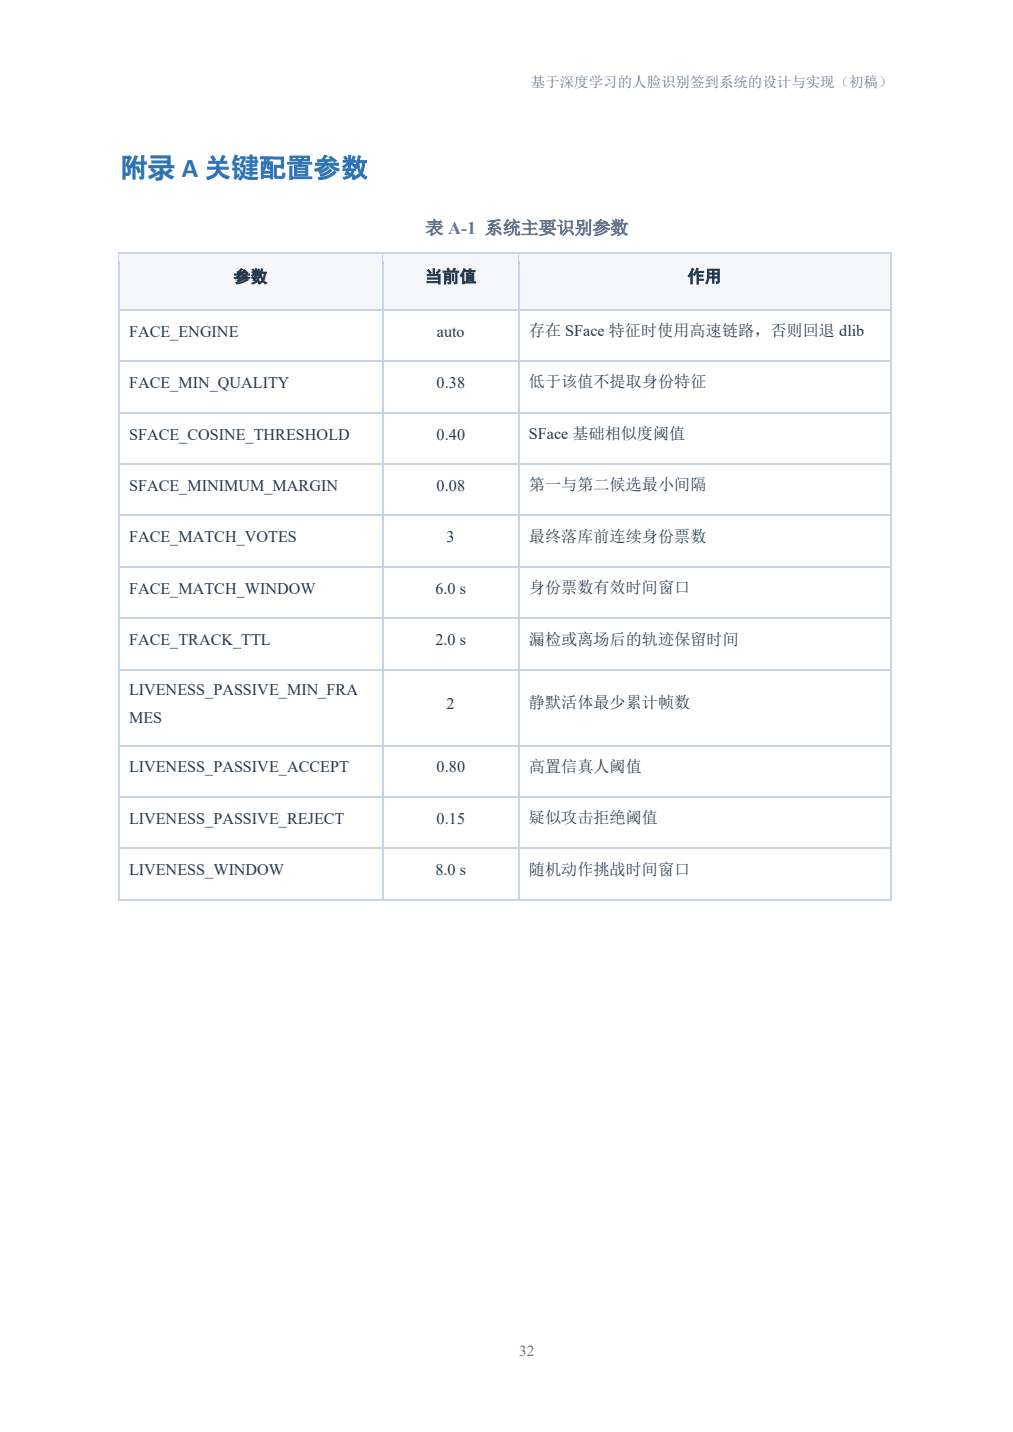 基于深度学习的人脸识别签到系统的设计与实现（初稿）
附录 A 关键配置参数
表 A-1 系统主要识别参数
参数 当前值 作用
FACE_ENGINE auto 存在 SFace 特征时使用高速链路，否则回退 dlib
FACE_MIN_QUALITY 0.38 低于该值不提取身份特征
SFACE_COSINE_THRESHOLD 0.40 SFace 基础相似度阈值
SFACE_MINIMUM_MARGIN 0.08 第一与第二候选最小间隔
FACE_MATCH_VOTES 3 最终落库前连续身份票数
FACE_MATCH_WINDOW 6.0 s 身份票数有效时间窗口
FACE_TRACK_TTL 2.0 s 漏检或离场后的轨迹保留时间
LIVENESS_PASSIVE_MIN_FRA
MES 2 静默活体最少累计帧数
LIVENESS_PASSIVE_ACCEPT 0.80 高置信真人阈值
LIVENESS_PASSIVE_REJECT 0.15 疑似攻击拒绝阈值
LIVENESS_WINDOW 8.0 s 随机动作挑战时间窗口
32